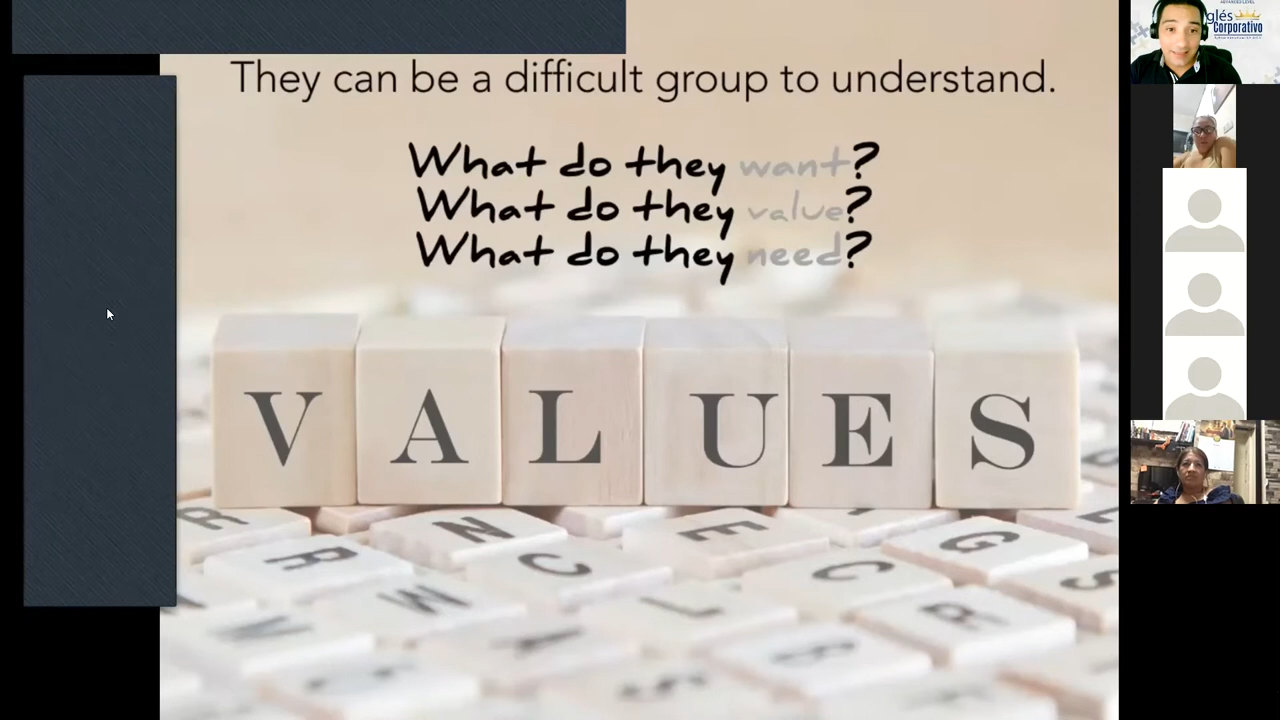 They can be a difficult group to understand.
What do they want?
What do they value?
What do they need?
VALUES
R N E G
R C C S
W L R
A B
glés
Corporativo